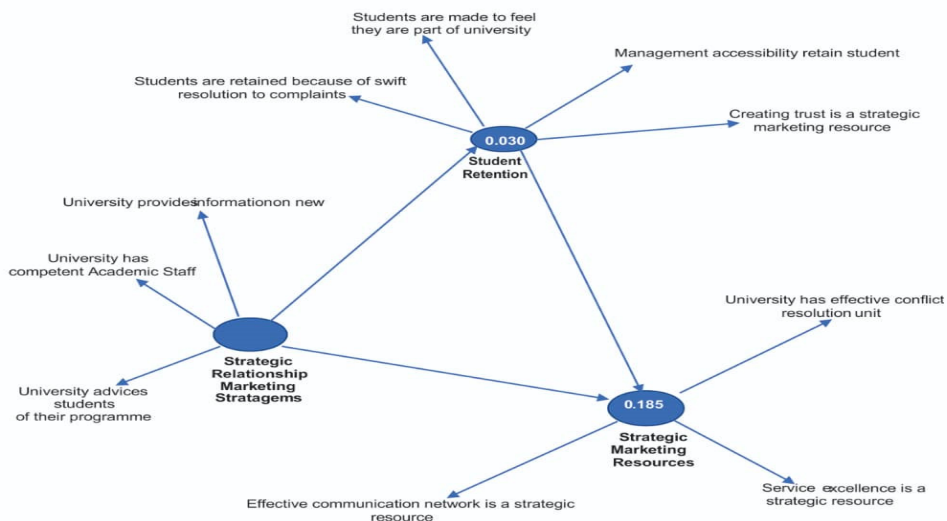 Students are made to feel
they are part of university
Management accessibility retain student
Students are retained because of swift
resolution to complaints
Creating trust is a strategic
marketing resource
0.030
Student
Retention
University providesinformationon new
University has
competent Academic Staff
University has effective conflict
resolution unit
Strategic
Relationship
Marketing
Stratagems
University advices
students
of their programme
0.185
Strategic
Marketing
Resources
Effective communication network is a strategic
resource
Service excellence is a
strategic resource